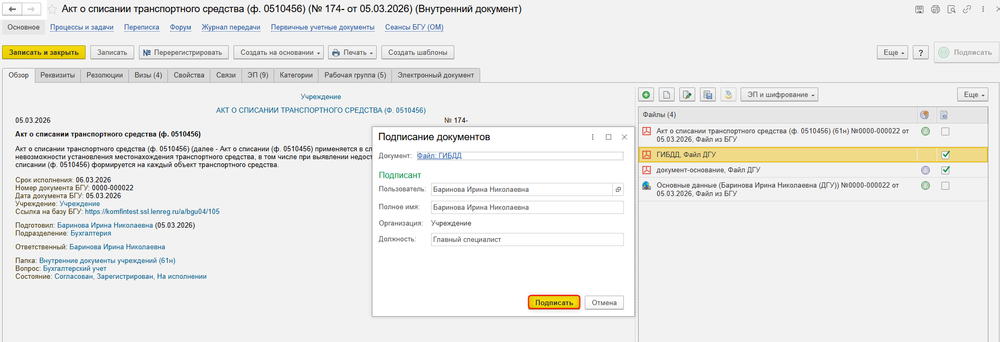 Акт о списании транспортного средства (ф. 0510456) (№ 174- от 05.03.2026) (Внутренний документ)
Основное Процессы и задачи Переписка Форум Журнал передачи Первичные учетные документы Сеансы БГУ (ОМ)
Записать и закрыть Записать № Перерегистрировать Создать на основании Печать Создать шаблоны Еще ? Подписать
Обзор Реквизиты Резолюции Визы (4) Свойства Связи ЭП (9) Категории Рабочая группа (5) Электронный документ
Учреждение
АКТ О СПИСАНИИ ТРАНСПОРТНОГО СРЕДСТВА (Ф. 0510456)
05.03.2026 № 174-
Акт о списании транспортного средства (ф. 0510456)
Акт о списании транспортного средства (ф. 0510456) (далее - Акт о списании (ф. 0510456) применяется в сл
невозможности установления местонахождения транспортного средства, в том числе при выявлении недост
списании (ф. 0510456) формируется на каждый объект транспортного средства.
Срок исполнения: 06.03.2026
Номер документа БГУ: 0000-000022
Дата документа БГУ: 05.03.2026
Учреждение: Учреждение
Ссылка на базу БГУ: https://komfintest.ssl.lenreg.ru/a/bgu04/105
Подготовил: Баринова Ирина Николаевна (05.03.2026)
Подразделение: Бухгалтерия
Ответственный: Баринова Ирина Николаевна
Папка: Внутренние документы учреждений (61н)
Вопрос: Бухгалтерский учет
Состояние: Согласован, Зарегистрирован, На исполнении
Подписание документов
Документ: Файл: ГИБДД
Подписант
Пользователь: Баринова Ирина Николаевна
Полное имя: Баринова Ирина Николаевна
Организация: Учреждение
Должность: Главный специалист
Подписать Отмена
ЭП и шифрование Еще
Файлы (4)
Акт о списании транспортного средства (ф. 0510456) (61н) №0000-000022 от
05.03.2026, Файл из БГУ
ГИБДД, Файл ДГУ
документ-основание, Файл ДГУ
Основные данные (Баринова Ирина Николаевна (ДГУ)) №0000-000022 от
05.03.2026, Файл из БГУ